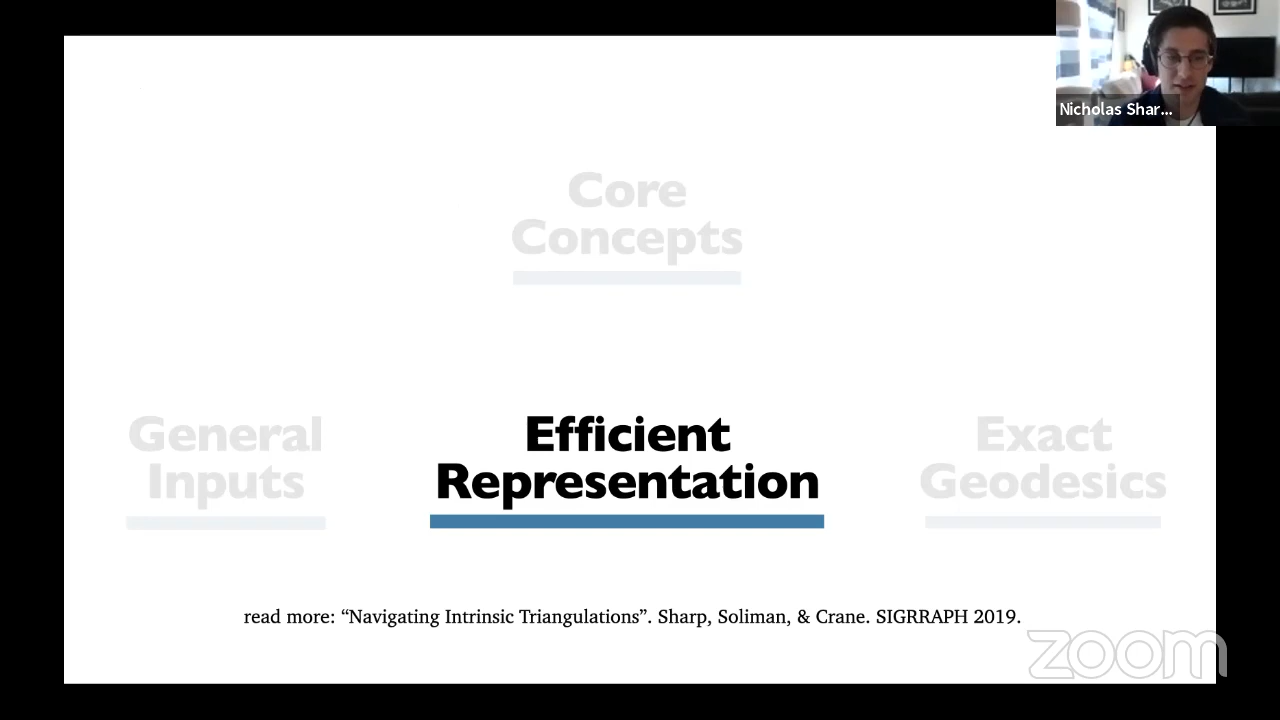 Nicholas Shar...
Core
Concepts
General
Inputs
Efficient
Representation
Exact
Geodesics
read more: “Navigating Intrinsic Triangulations”. Sharp, Soliman, & Crane. SIGRRAPH 2019.
zoom